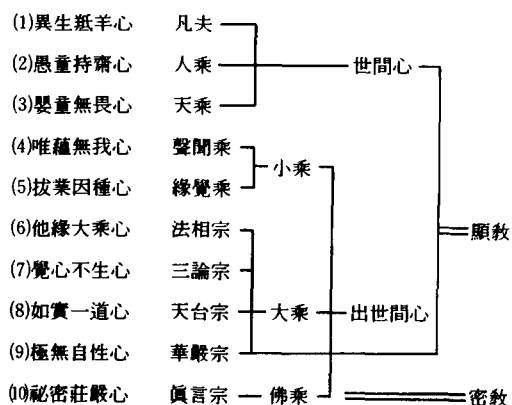 (1)異生羝羊心 凡夫
(2)愚童持齋心 人乘 世間心
(3)嬰童無畏心 天乘
(4)唯蘊無我心 聲聞乘
小乘
(5)拔業因種心 緣覺乘
(6)他緣大乘心 法相宗
顯教
(7)覺心不生心 三論宗
(8)如實一道心 天台宗 大乘 出世間心
(9)極無自性心 華嚴宗
(10)祕密莊嚴心 眞言宗 佛乘 密教